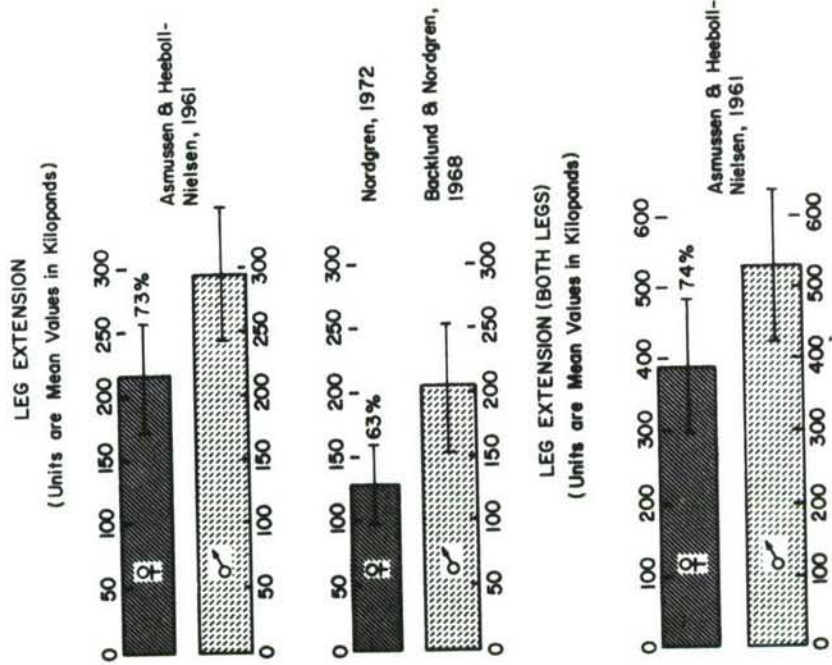 LEG EXTENSION
(Units are Mean Values in Kiloponds)
0 50 100 150 200 250 300
♀ 73%
Asmussen & Heeboll-
Nielsen, 1961
♂
0 50 100 150 200 250 300
0 50 100 150 200 250 300
♀ 63%
Nordgren, 1972
♂
Backlund & Nordgren,
1968
0 50 100 150 200 250 300
LEG EXTENSION (BOTH LEGS)
(Units are Mean Values in Kiloponds)
0 100 200 300 400 500 600
♀ 74%
Asmussen & Heeboll-
Nielsen, 1961
♂
0 100 200 300 400 500 600